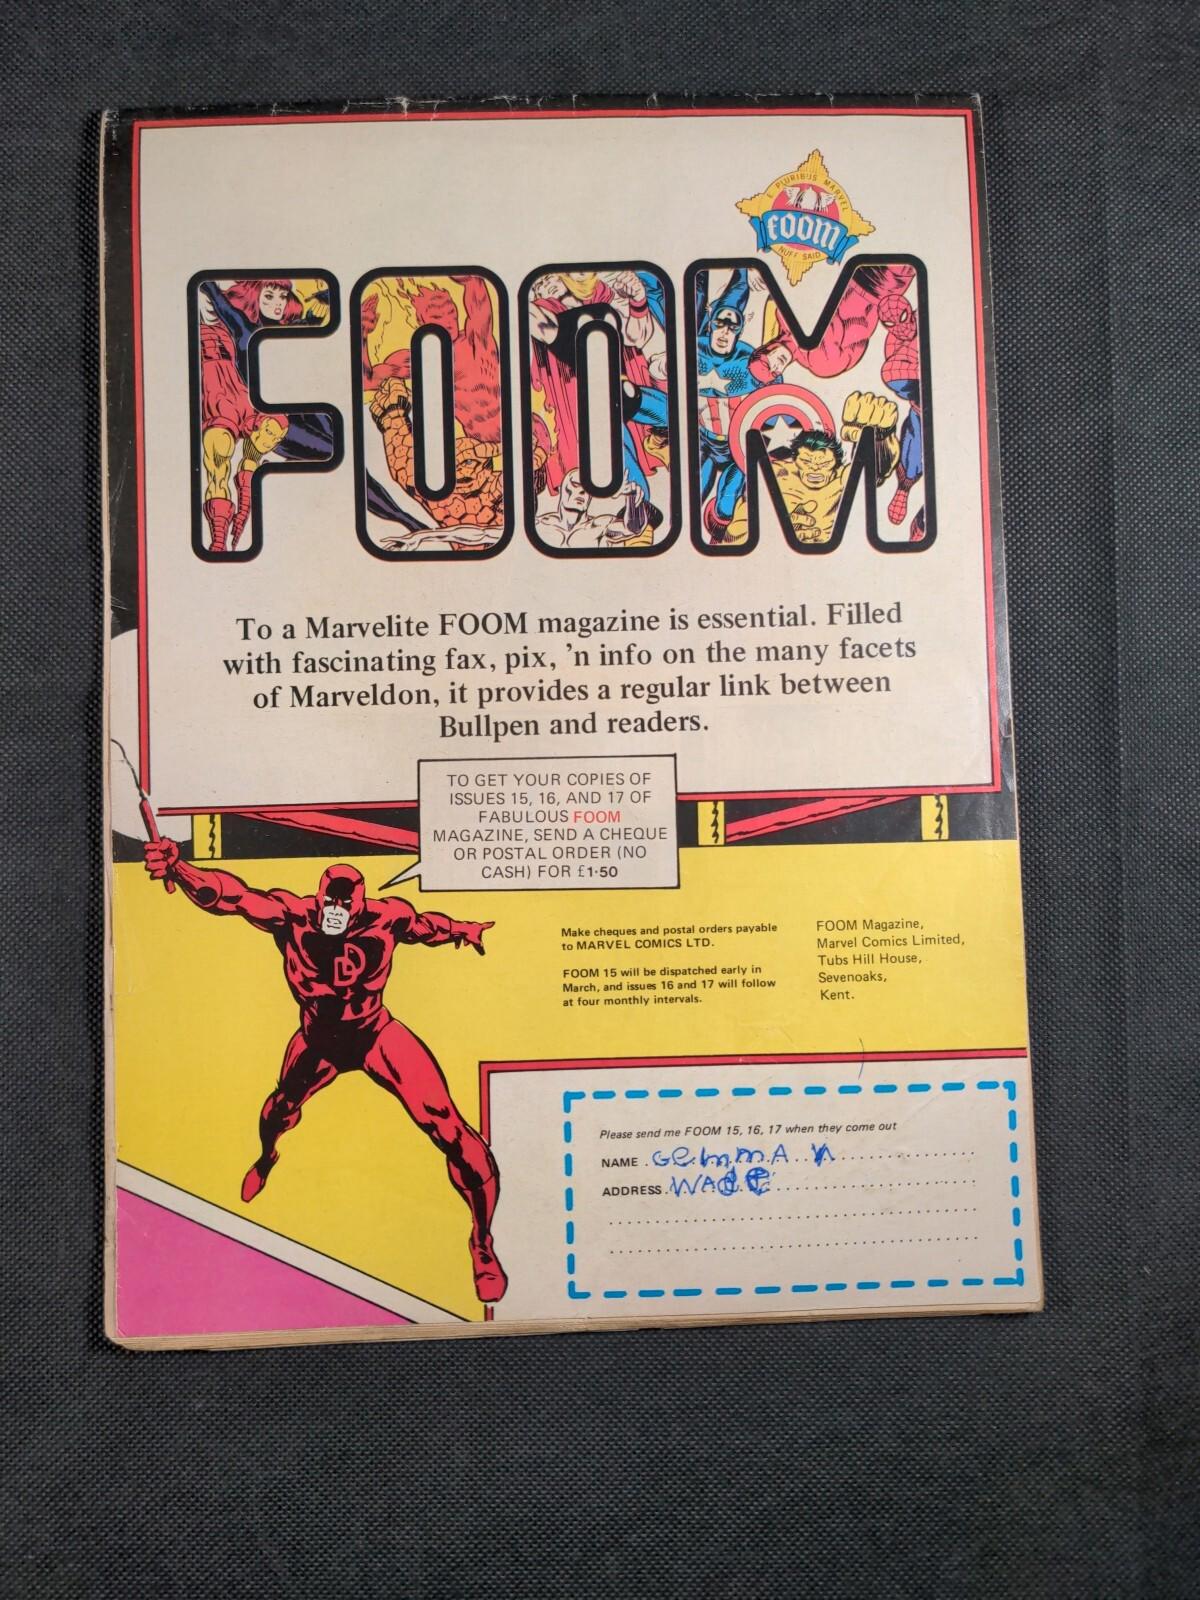 E PLURIBUS MARVEL
FOOM
NUFF SAID
FOOM
To a Marvelite FOOM magazine is essential. Filled
with fascinating fax, pix, 'n info on the many facets
of Marveldon, it provides a regular link between
Bullpen and readers.
TO GET YOUR COPIES OF
ISSUES 15, 16, AND 17 OF
FABULOUS FOOM
MAGAZINE, SEND A CHEQUE
OR POSTAL ORDER (NO
CASH) FOR £1·50
DD
Make cheques and postal orders payable
to MARVEL COMICS LTD.
FOOM 15 will be dispatched early in
March, and issues 16 and 17 will follow
at four monthly intervals.
FOOM Magazine,
Marvel Comics Limited,
Tubs Hill House,
Sevenoaks,
Kent.
Please send me FOOM 15, 16, 17 when they come out
NAME Gemma
ADDRESS